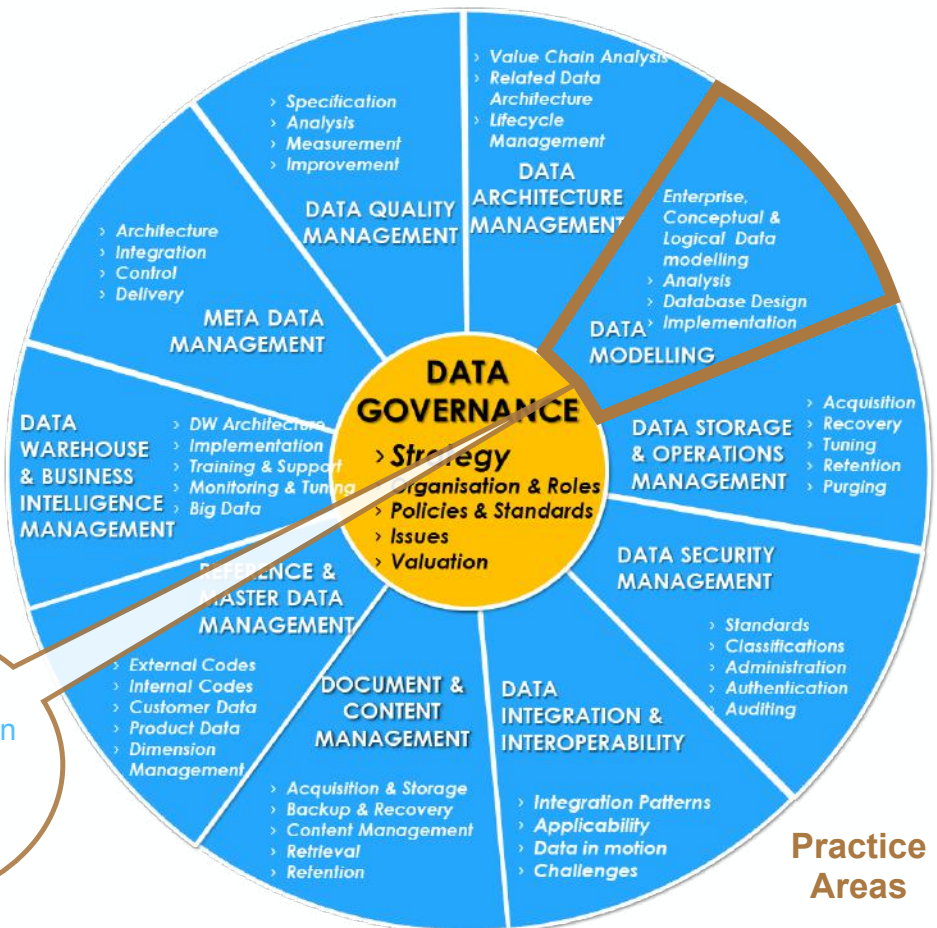 › Value Chain Analysis
› Related Data
Architecture
› Lifecycle
Management
DATA
ARCHITECTURE
MANAGEMENT
Enterprise,
Conceptual &
Logical Data
modelling
› Analysis
› Database Design
› Implementation
DATA
MODELLING
› Acquisition
› Recovery
› Tuning
› Retention
› Purging
DATA STORAGE
& OPERATIONS
MANAGEMENT
DATA SECURITY
MANAGEMENT
› Standards
› Classifications
› Administration
› Authentication
› Auditing
DATA
INTEGRATION &
INTEROPERABILITY
› Integration Patterns
› Applicability
› Data in motion
› Challenges
DOCUMENT &
CONTENT
MANAGEMENT
› Acquisition & Storage
› Backup & Recovery
› Content Management
› Retrieval
› Retention
REFERENCE &
MASTER DATA
MANAGEMENT
› External Codes
› Internal Codes
› Customer Data
› Product Data
› Dimension
Management
DATA
WAREHOUSE
& BUSINESS
INTELLIGENCE
MANAGEMENT
› DW Architecture
› Implementation
› Training & Support
› Monitoring & Tuning
› Big Data
› Architecture
› Integration
› Control
› Delivery
META DATA
MANAGEMENT
› Specification
› Analysis
› Measurement
› Improvement
DATA QUALITY
MANAGEMENT
DATA
GOVERNANCE
› Strategy
Organisation & Roles
› Policies & Standards
› Issues
› Valuation
n
Practice
Areas